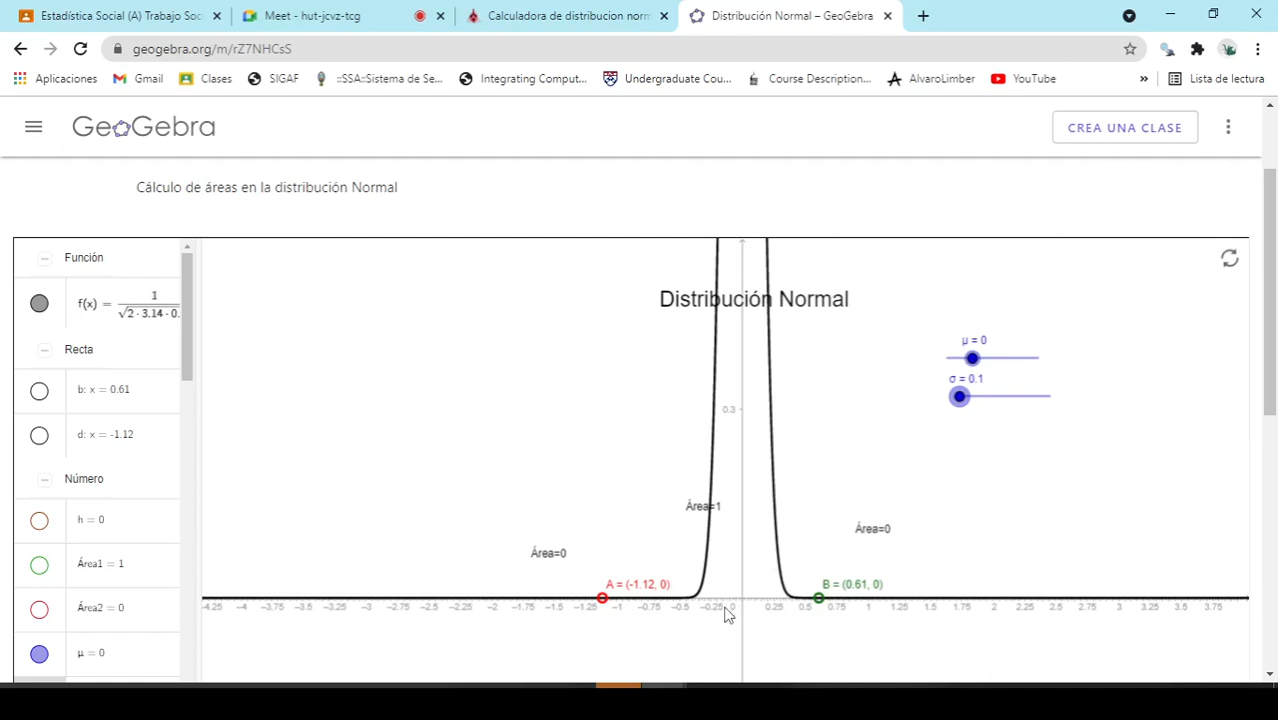 Estadística Social (A) Trabajo Soc
Meet - hut-jcvz-tcg
Calculadora de distribucion norm
Distribución Normal – GeoGebra
geogebra.org/m/rZ7NHCsS
Aplicaciones
Gmail
Clases
SIGAF
::SSA::Sistema de Se...
Integrating Comput...
Undergraduate Cou...
Course Description...
AlvaroLimber
YouTube
»
Lista de lectura
GeoGebra
CREA UNA CLASE
Cálculo de áreas en la distribución Normal
Función
f(x) = 1 / √2 · 3.14 · 0.
Recta
b: x = 0.61
d: x = -1.12
Número
h = 0
Área1 = 1
Área2 = 0
μ = 0
Distribución Normal
μ = 0
σ = 0.1
0.3
Área=1
Área=0
Área=0
A = (-1.12, 0)
B = (0.61, 0)
-4.25 -4 -3.75 -3.5 -3.25 -3 -2.75 -2.5 -2.25 -2 -1.75 -1.5 -1.25 -1 -0.75 -0.5 -0.25 0 0.25 0.5 0.75 1 1.25 1.5 1.75 2 2.25 2.5 2.75 3 3.25 3.5 3.75